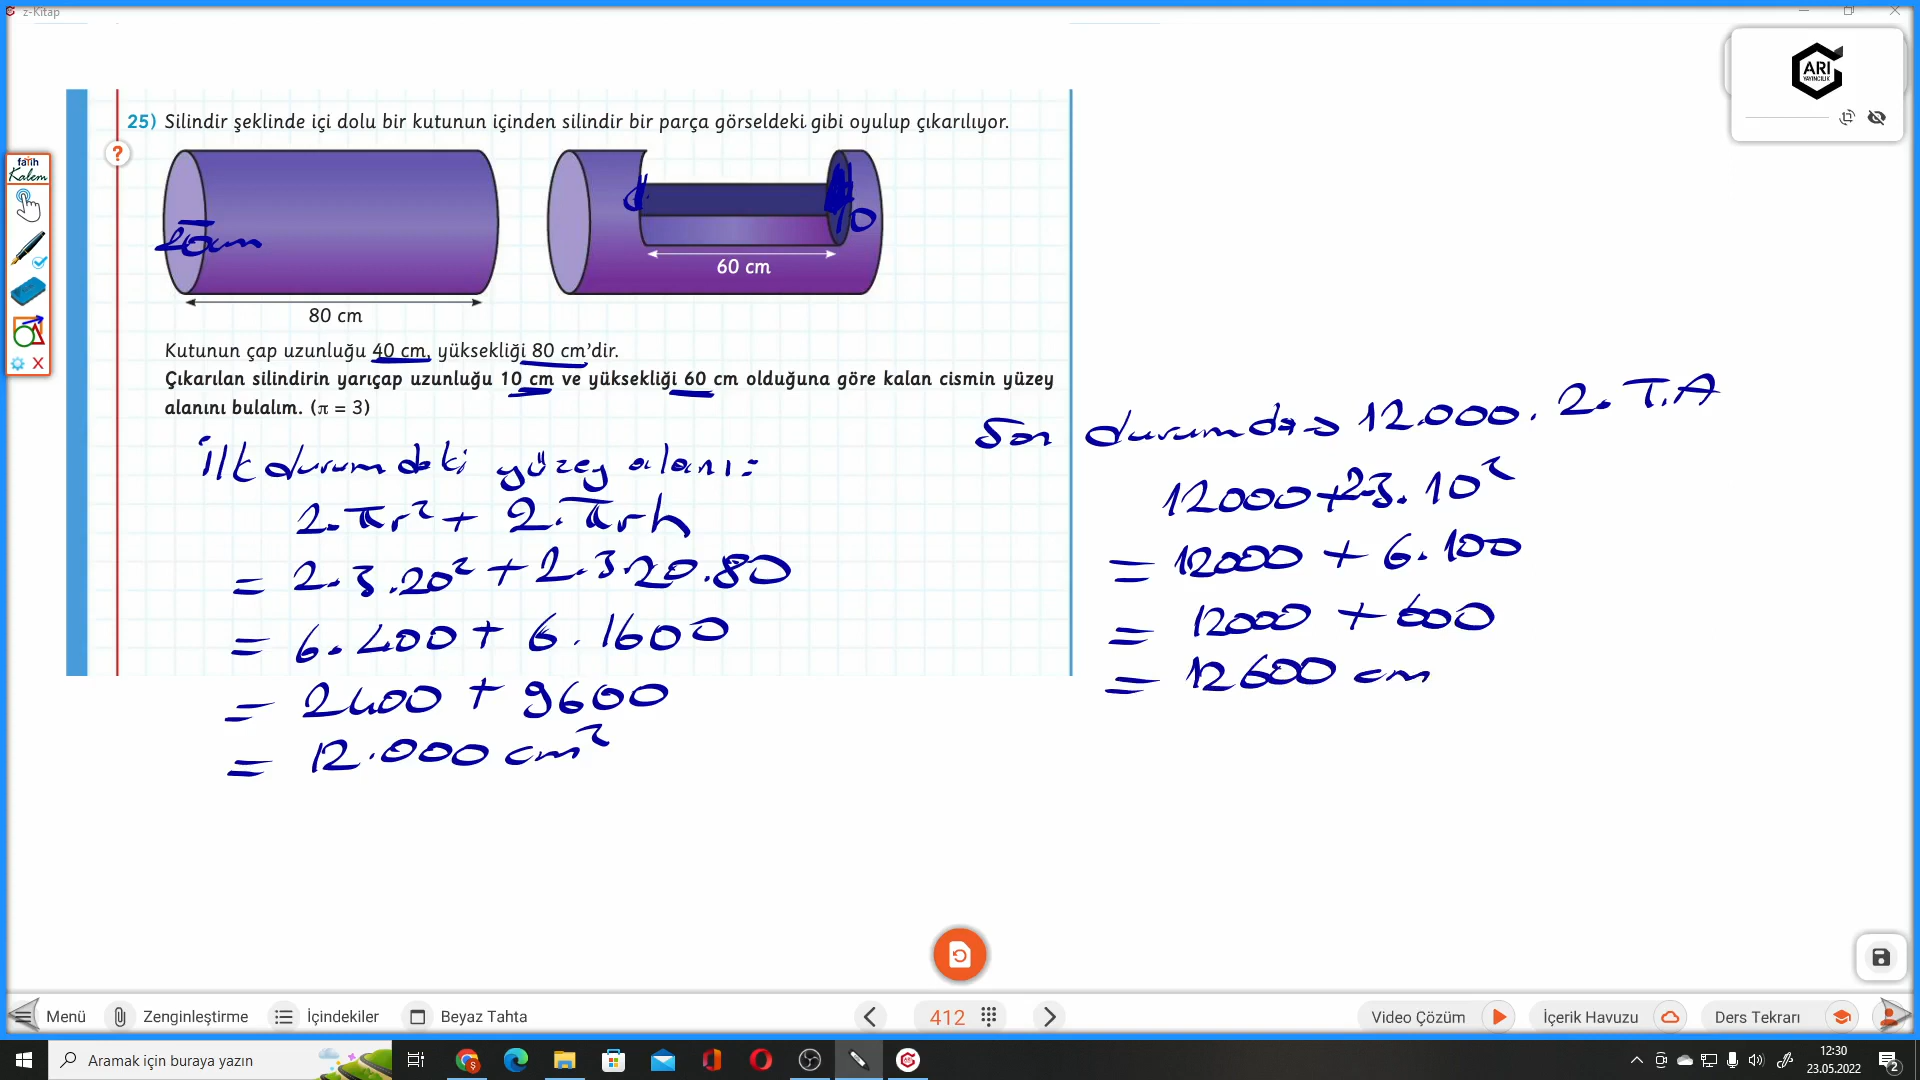 z-Kitap
ARI
YAYINCILIK
fatih
Kalem
25) Silindir şeklinde içi dolu bir kutunun içinden silindir bir parça görseldeki gibi oyulup çıkarılıyor.
?
10
60 cm
80 cm
Kutunun çap uzunluğu 40 cm, yüksekliği 80 cm'dir.
Çıkarılan silindirin yarıçap uzunluğu 10 cm ve yüksekliği 60 cm olduğuna göre kalan cismin yüzey
alanını bulalım. (π = 3)
İlk durumdaki yüzey alanı =
2.πr² + 2.πrh
= 2.3.20² + 2.3.20.80
= 6.400 + 6.1600
= 2400 + 9600
= 12.000 cm²
Son durumda → 12.000. 2. T.A
12000 + 2.3.10²
= 12000 + 6.100
= 12000 + 600
= 12600 cm
Menü
Zenginleştirme
İçindekiler
Beyaz Tahta
412
Video Çözüm
İçerik Havuzu
Ders Tekrarı
Aramak için buraya yazın
12:30
23.05.2022
2